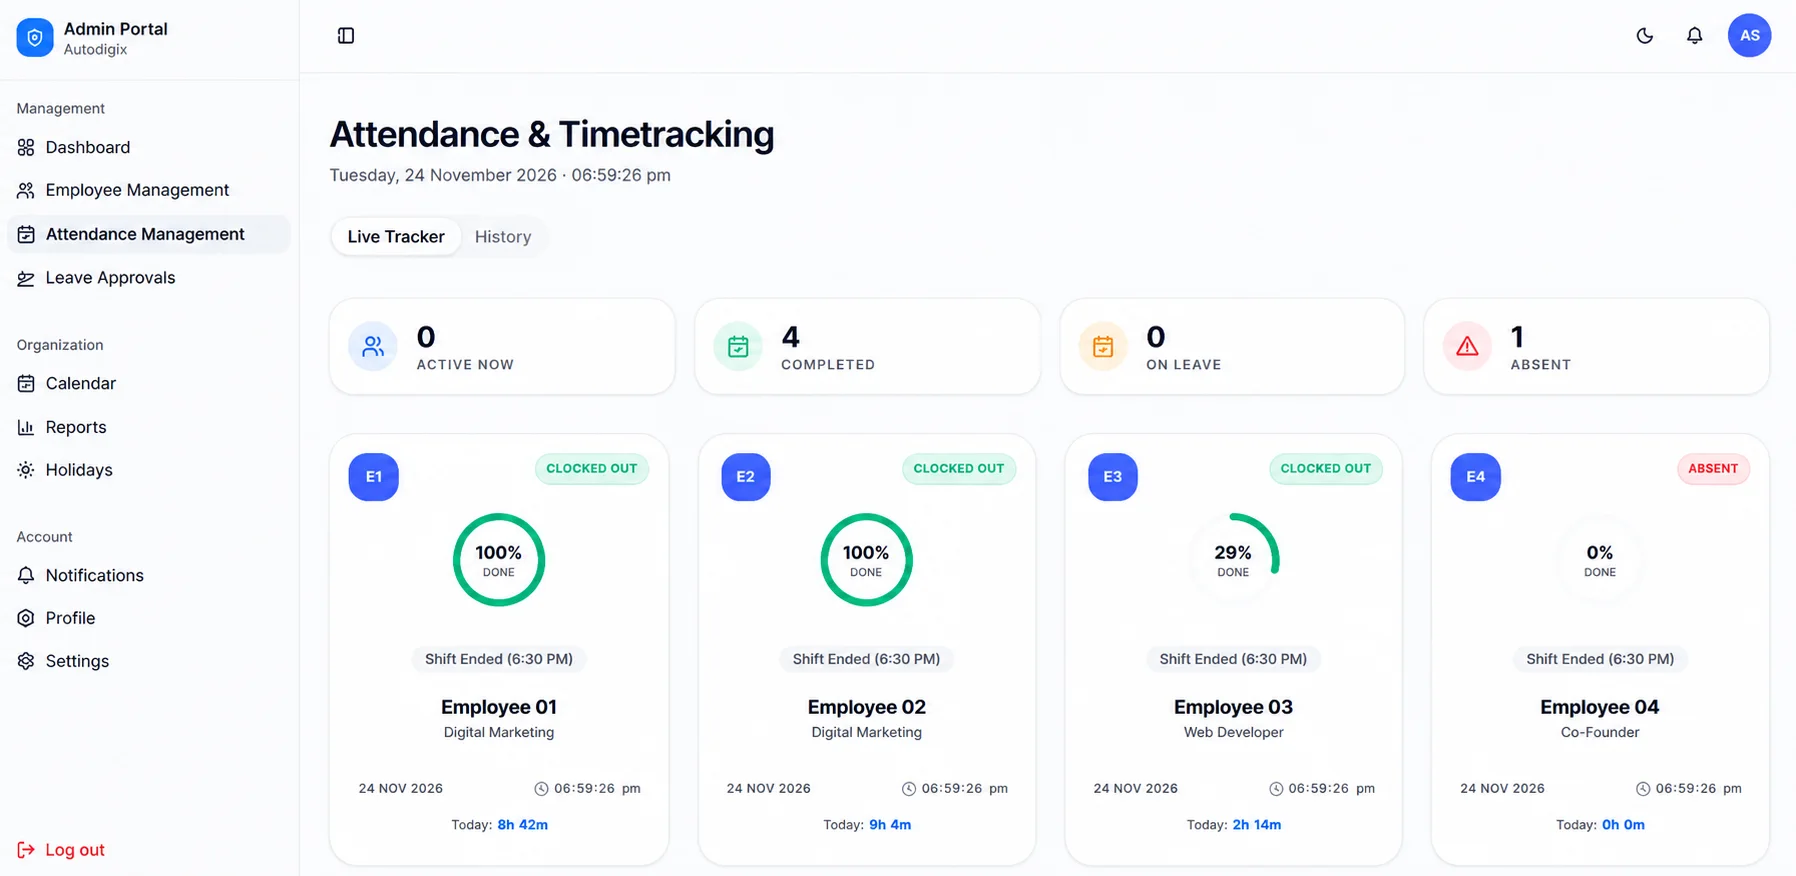 Admin Portal
Autodigix
AS
Management
Dashboard
Employee Management
Attendance Management
Leave Approvals
Organization
Calendar
Reports
Holidays
Account
Notifications
Profile
Settings
Log out
Attendance & Timetracking
Tuesday, 24 November 2026 · 06:59:26 pm
Live Tracker History
0
ACTIVE NOW
4
COMPLETED
0
ON LEAVE
1
ABSENT
E1 CLOCKED OUT
100%
DONE
Shift Ended (6:30 PM)
Employee 01
Digital Marketing
24 NOV 2026 06:59:26 pm
Today: 8h 42m
E2 CLOCKED OUT
100%
DONE
Shift Ended (6:30 PM)
Employee 02
Digital Marketing
24 NOV 2026 06:59:26 pm
Today: 9h 4m
E3 CLOCKED OUT
29%
DONE
Shift Ended (6:30 PM)
Employee 03
Web Developer
24 NOV 2026 06:59:26 pm
Today: 2h 14m
E4 ABSENT
0%
DONE
Shift Ended (6:30 PM)
Employee 04
Co-Founder
24 NOV 2026 06:59:26 pm
Today: 0h 0m